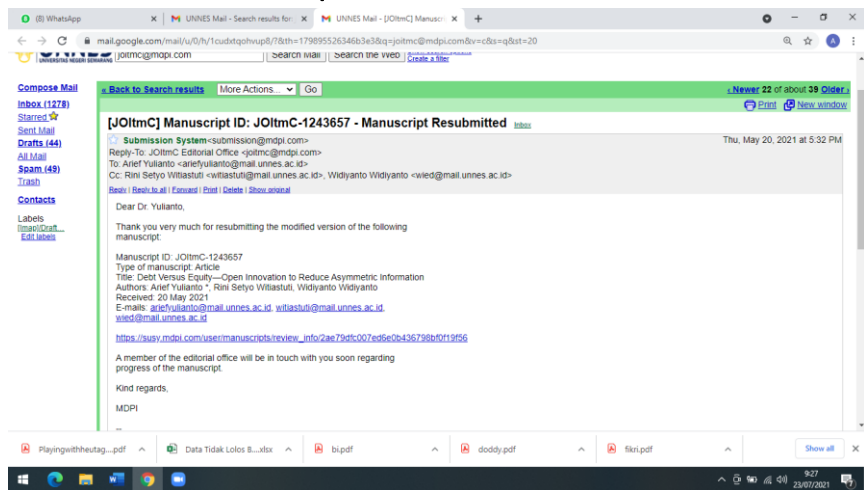 (8) WhatsApp
UNNES Mail - Search results for:
UNNES Mail - [JOItmC] Manuscri
mail.google.com/mail/u/0/h/1cudxtqohvup8/?&th=179895526346b3e3&q=joitmc@mdpi.com&v=c&s=q&st=20
UNIVERSITAS NEGERI SEMARANG
joitmc@mdpi.com
Search Mail
Search the Web
Create a filter
Compose Mail
Inbox (1278)
Starred
Sent Mail
Drafts (44)
All Mail
Spam (49)
Trash
Contacts
Labels
[Imap]/Draft...
Edit labels
« Back to Search results More Actions... Go ‹ Newer 22 of about 39 Older ›
Print New window
[JOItmC] Manuscript ID: JOItmC-1243657 - Manuscript Resubmitted Inbox
Submission System<submission@mdpi.com> Thu, May 20, 2021 at 5:32 PM
Reply-To: JOItmC Editorial Office <joitmc@mdpi.com>
To: Arief Yulianto <ariefyulianto@mail.unnes.ac.id>
Cc: Rini Setyo Witiastuti <witiastuti@mail.unnes.ac.id>, Widiyanto Widiyanto <wied@mail.unnes.ac.id>
Reply | Reply to all | Forward | Print | Delete | Show original
Dear Dr. Yulianto,
Thank you very much for resubmitting the modified version of the following
manuscript:
Manuscript ID: JOItmC-1243657
Type of manuscript: Article
Title: Debt Versus Equity—Open Innovation to Reduce Asymmetric Information
Authors: Arief Yulianto *, Rini Setyo Witiastuti, Widiyanto Widiyanto
Received: 20 May 2021
E-mails: ariefyulianto@mail.unnes.ac.id, witiastuti@mail.unnes.ac.id,
wied@mail.unnes.ac.id
https://susy.mdpi.com/user/manuscripts/review_info/2ae79dfc007ed6e0b436798bf0f19f56
A member of the editorial office will be in touch with you soon regarding
progress of the manuscript.
Kind regards,
MDPI
--
Playingwithheutag....pdf
Data Tidak Lolos B....xlsx
bi.pdf
doddy.pdf
fikri.pdf
Show all
9:27
23/07/2021